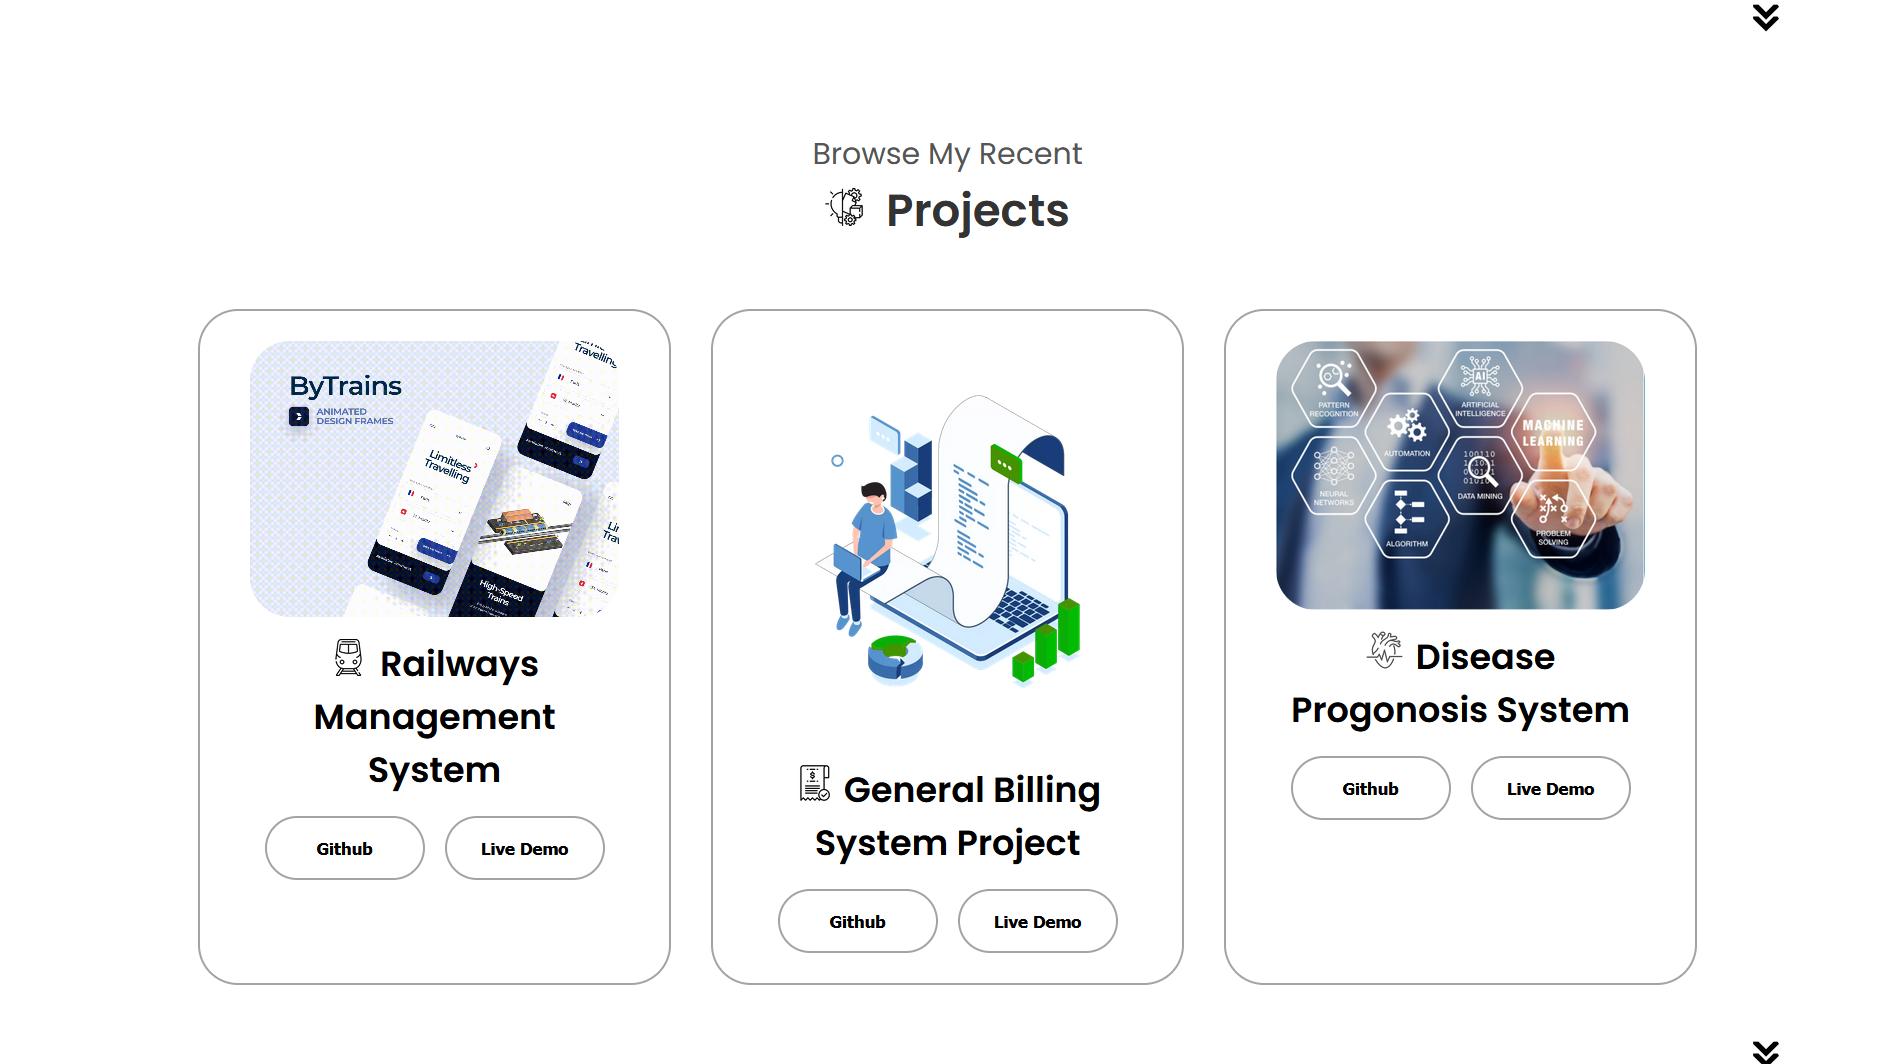 Browse My Recent
Projects
ByTrains
ANIMATED
DESIGN FRAMES
Travelling
Limitless
Travelling
High-Speed
Trains
Railways
Management
System
Github
Live Demo
General Billing
System Project
Github
Live Demo
PATTERN
RECOGNITION
ARTIFICIAL
INTELLIGENCE
AI
MACHINE
LEARNING
AUTOMATION
NEURAL
NETWORKS
DATA MINING
ALGORITHM
PROBLEM
SOLVING
Disease
Progonosis System
Github
Live Demo